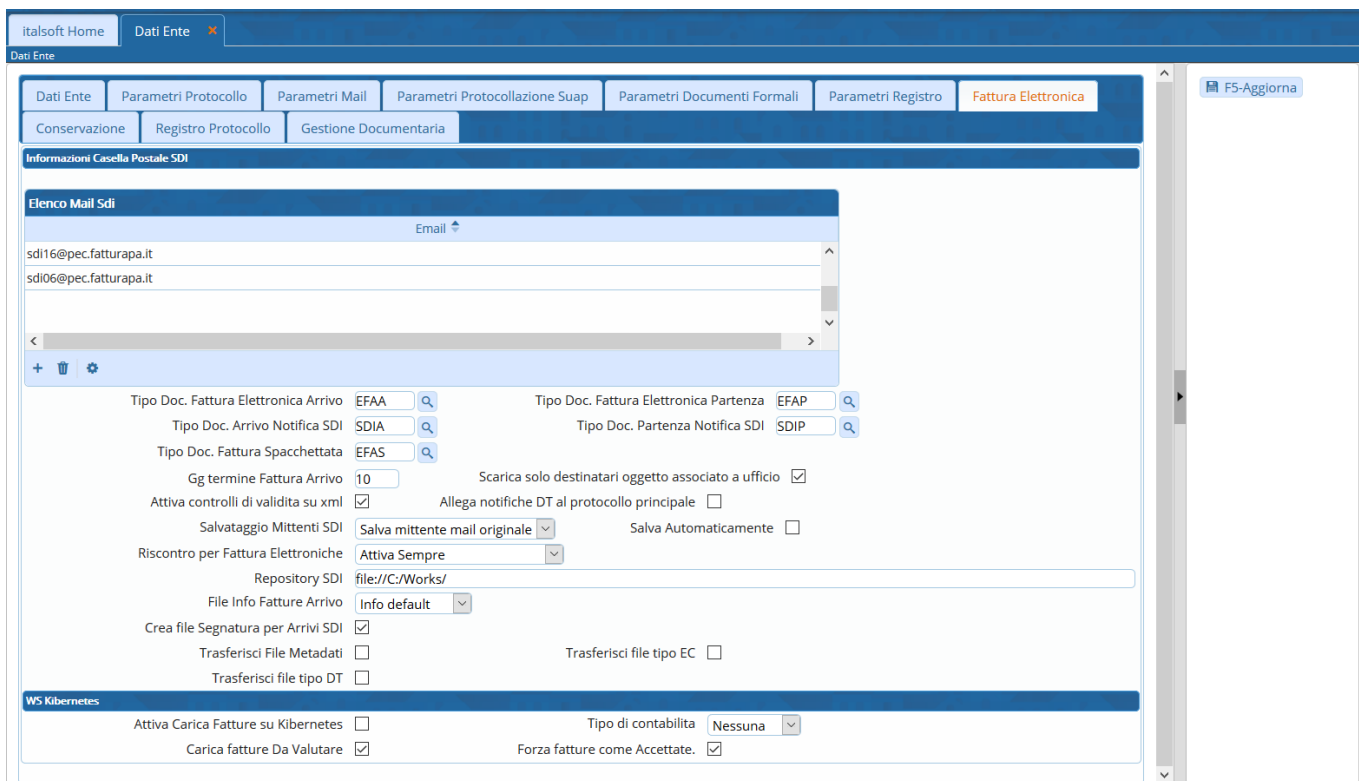 italsoft Home Dati Ente ×
Dati Ente
Dati Ente Parametri Protocollo Parametri Mail Parametri Protocollazione Suap Parametri Documenti Formali Parametri Registro Fattura Elettronica
F5-Aggiorna
Conservazione Registro Protocollo Gestione Documentaria
Informazioni Casella Postale SDI
Elenco Mail Sdi
Email
sdi16@pec.fatturapa.it
sdi06@pec.fatturapa.it
Tipo Doc. Fattura Elettronica Arrivo EFAA Tipo Doc. Fattura Elettronica Partenza EFAP
Tipo Doc. Arrivo Notifica SDI SDIA Tipo Doc. Partenza Notifica SDI SDIP
Tipo Doc. Fattura Spacchettata EFAS
Gg termine Fattura Arrivo 10 Scarica solo destinatari oggetto associato a ufficio
Attiva controlli di validita su xml Allega notifiche DT al protocollo principale
Salvataggio Mittenti SDI Salva mittente mail originale Salva Automaticamente
Riscontro per Fattura Elettroniche Attiva Sempre
Repository SDI file://C:/Works/
File Info Fatture Arrivo Info default
Crea file Segnatura per Arrivi SDI
Trasferisci File Metadati Trasferisci file tipo EC
Trasferisci file tipo DT
WS Kibernetes
Attiva Carica Fatture su Kibernetes Tipo di contabilita Nessuna
Carica fatture Da Valutare Forza fatture come Accettate.